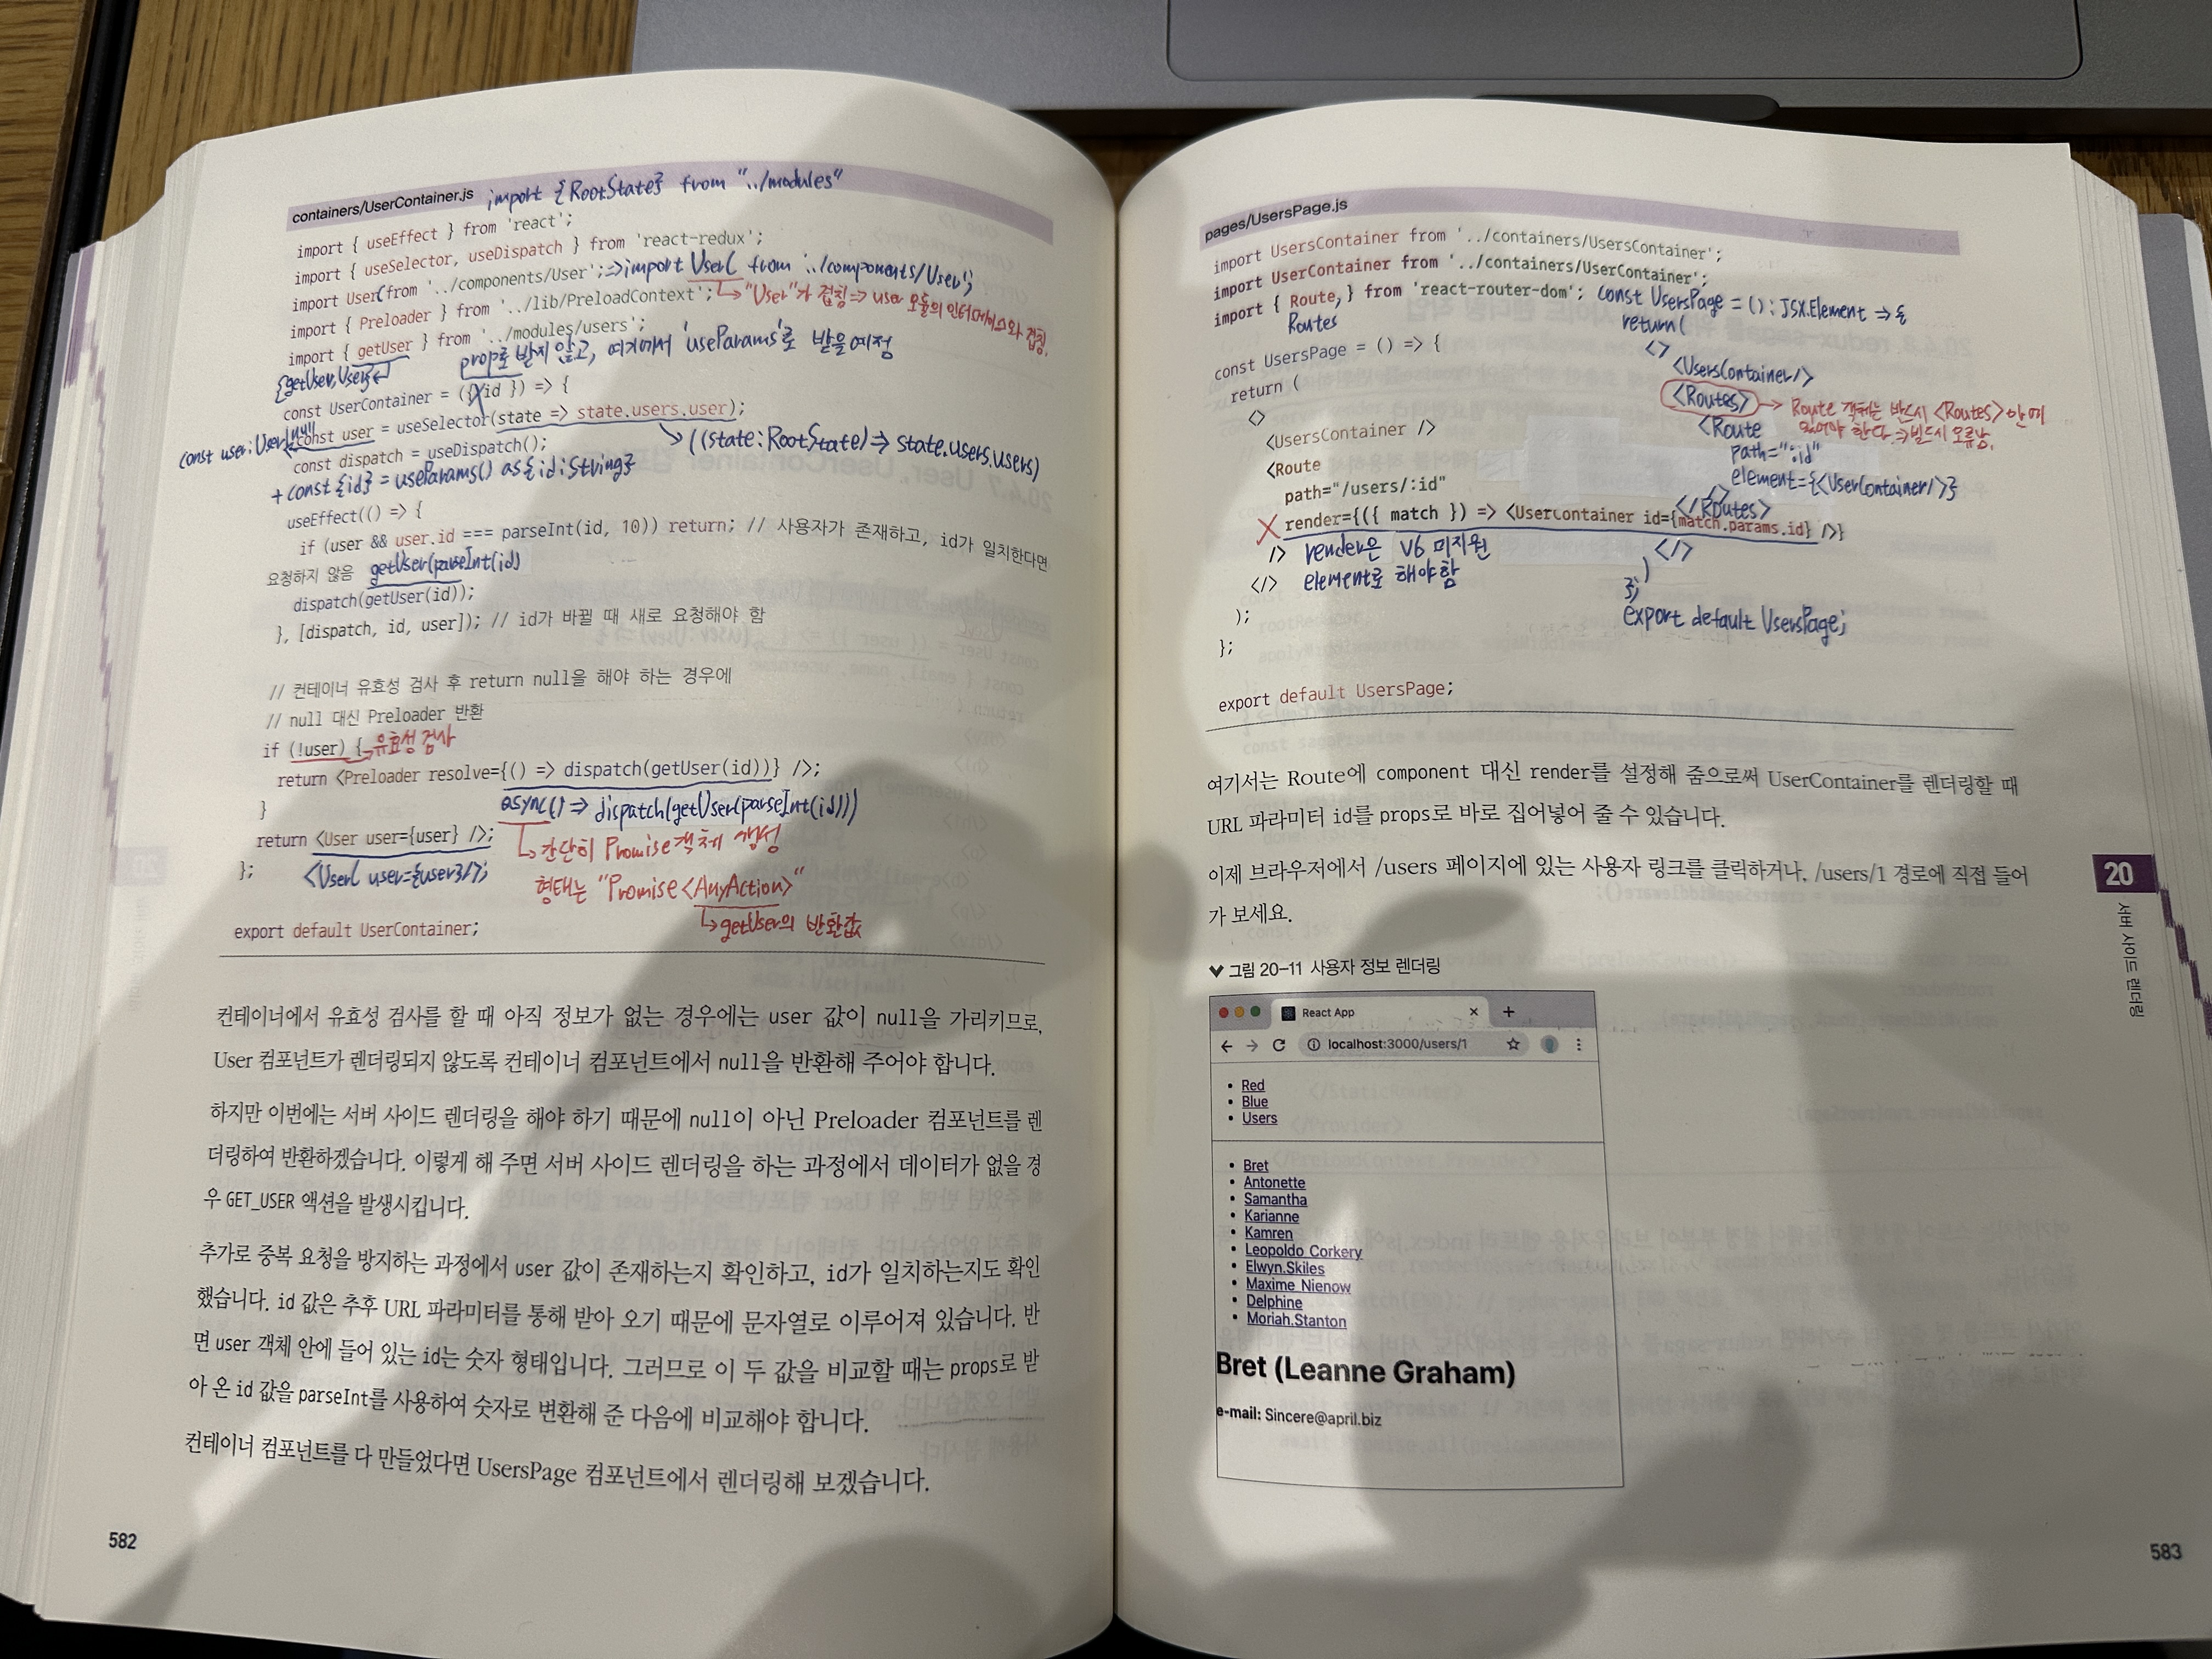 containers/UserContainer.js import {RootState} from "../modules"
import { useEffect } from 'react';
import { useSelector, useDispatch } from 'react-redux';
import User from '../components/User'; => import UserC from '../components/User';
import { Preloader } from '../lib/PreloadContext'; "User"가 겹침 => user 모듈의 인터페이스와 겹침.
import { getUser } from '../modules/users';
{getUser, User} prop로 받지 않고, 여기에서 'useParams'로 받을 예정
const UserContainer = ({ id }) => {
const user = useSelector(state => state.users.user);
const user: User|null
((state: RootState) => state.users.users)
const dispatch = useDispatch();
+ const {id} = useParams() as {id: String}
useEffect(() => {
if (user && user.id === parseInt(id, 10)) return; // 사용자가 존재하고, id가 일치한다면
요청하지 않음 getUser(parseInt(id)
dispatch(getUser(id));
}, [dispatch, id, user]); // id가 바뀔 때 새로 요청해야 함
// 컨테이너 유효성 검사 후 return null을 해야 하는 경우에
// null 대신 Preloader 반환
if (!user) { 유효성 검사
return <Preloader resolve={() => dispatch(getUser(id))} />;
async() => dispatch(getUser(parseInt(id)))
}
return <User user={user} />;
간단히 Promise 객체 생성
};
<UserC user={user}/>;
형태는 "Promise<AnyAction>"
getUser의 반환값
export default UserContainer;
컨테이너에서 유효성 검사를 할 때 아직 정보가 없는 경우에는 user 값이 null을 가리키므로,
User 컴포넌트가 렌더링되지 않도록 컨테이너 컴포넌트에서 null을 반환해 주어야 합니다.
하지만 이번에는 서버 사이드 렌더링을 해야 하기 때문에 null이 아닌 Preloader 컴포넌트를 렌
더링하여 반환하겠습니다. 이렇게 해 주면 서버 사이드 렌더링을 하는 과정에서 데이터가 없을 경
우 GET_USER 액션을 발생시킵니다.
추가로 중복 요청을 방지하는 과정에서 user 값이 존재하는지 확인하고, id가 일치하는지도 확인
했습니다. id 값은 추후 URL 파라미터를 통해 받아 오기 때문에 문자열로 이루어져 있습니다. 반
면 user 객체 안에 들어 있는 id는 숫자 형태입니다. 그러므로 이 두 값을 비교할 때는 props로 받
아 온 id 값을 parseInt를 사용하여 숫자로 변환해 준 다음에 비교해야 합니다.
컨테이너 컴포넌트를 다 만들었다면 UsersPage 컴포넌트에서 렌더링해 보겠습니다.
582
pages/UsersPage.js
import UsersContainer from '../containers/UsersContainer';
import UserContainer from '../containers/UserContainer';
import { Route, } from 'react-router-dom';
Routes
const UsersPage = () => {
return (
<>
<UsersContainer />
<Route
path="/users/:id"
render={({ match }) => <UserContainer id={match.params.id} />}
/>
</>
);
};
render은 V6 미지원
element로 해야함
const UsersPage = (): JSX.Element => {
return(
<>
<UsersContainer/>
<Routes> → Route 객체는 반드시 <Routes> 안에
있어야 한다 => 빌드시 오류남.
<Route
path=":id"
element={<UserContainer/>}
/>
</Routes>
</>
)
};
export default UsersPage;
export default UsersPage;
여기서는 Route에 component 대신 render를 설정해 줌으로써 UserContainer를 렌더링할 때
URL 파라미터 id를 props로 바로 집어넣어 줄 수 있습니다.
이제 브라우저에서 /users 페이지에 있는 사용자 링크를 클릭하거나, /users/1 경로에 직접 들어
가 보세요.
그림 20-11 사용자 정보 렌더링
React App
localhost:3000/users/1
• Red
• Blue
• Users
• Bret
• Antonette
• Samantha
• Karianne
• Kamren
• Leopoldo_Corkery
• Elwyn.Skiles
• Maxime_Nienow
• Delphine
• Moriah.Stanton
Bret (Leanne Graham)
e-mail: Sincere@april.biz
20
서버 사이드 렌더링
583